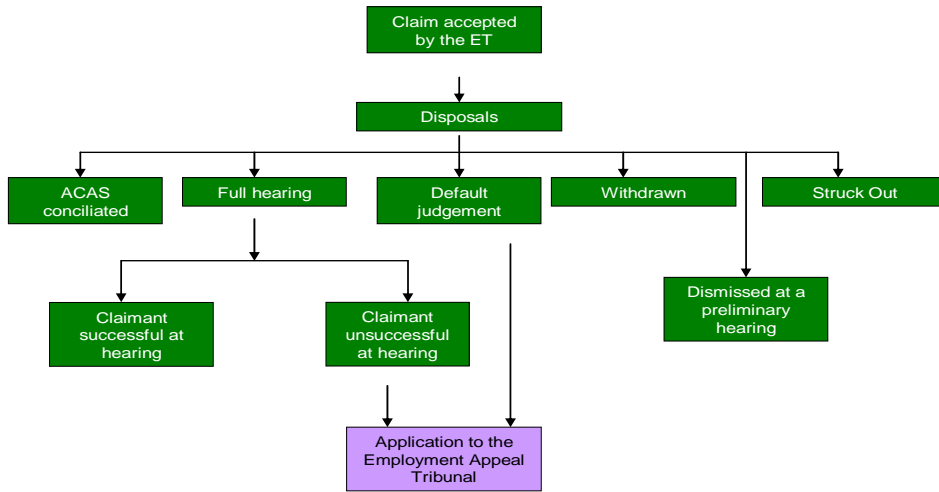 Claim accepted
by the ET
Disposals
ACAS
conciliated
Full hearing
Default
judgement
Withdrawn
Struck Out
Claimant
successful at
hearing
Claimant
unsuccessful
at hearing
Dismissed at a
preliminary
hearing
Application to the
Employment Appeal
Tribunal